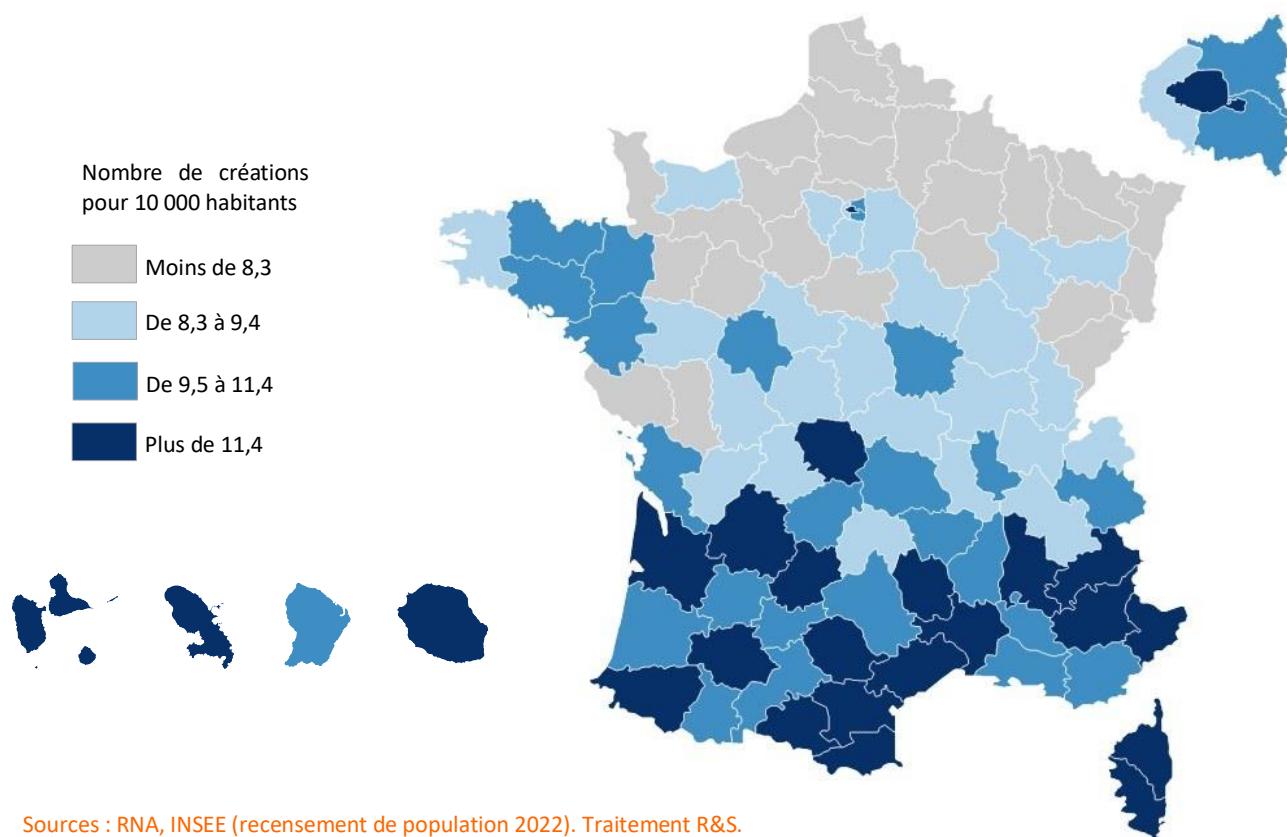 Nombre de créations
pour 10 000 habitants
Moins de 8,3
De 8,3 à 9,4
De 9,5 à 11,4
Plus de 11,4
Sources : RNA, INSEE (recensement de population 2022). Traitement R&S.